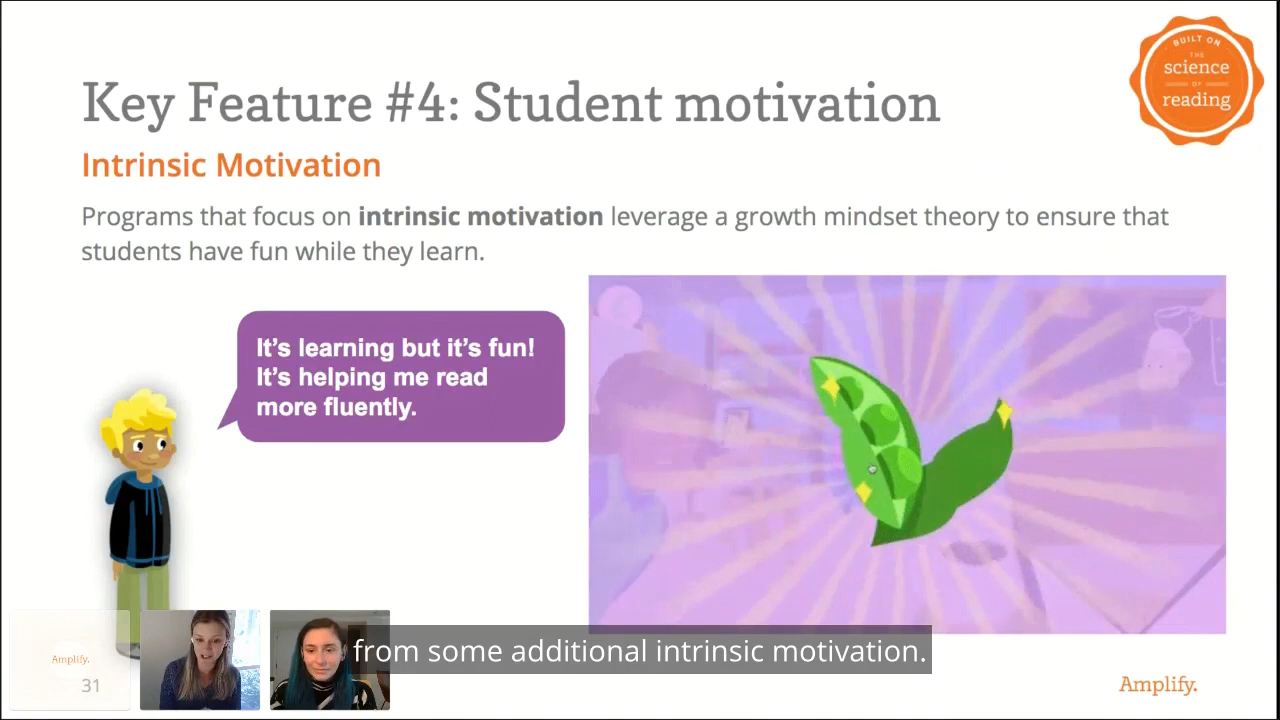 BUILT ON
THE
science
OF
reading
Key Feature #4: Student motivation
Intrinsic Motivation
Programs that focus on intrinsic motivation leverage a growth mindset theory to ensure that
students have fun while they learn.
It’s learning but it’s fun!
It’s helping me read
more fluently.
from some additional intrinsic motivation.
Amplify.
31
Amplify.